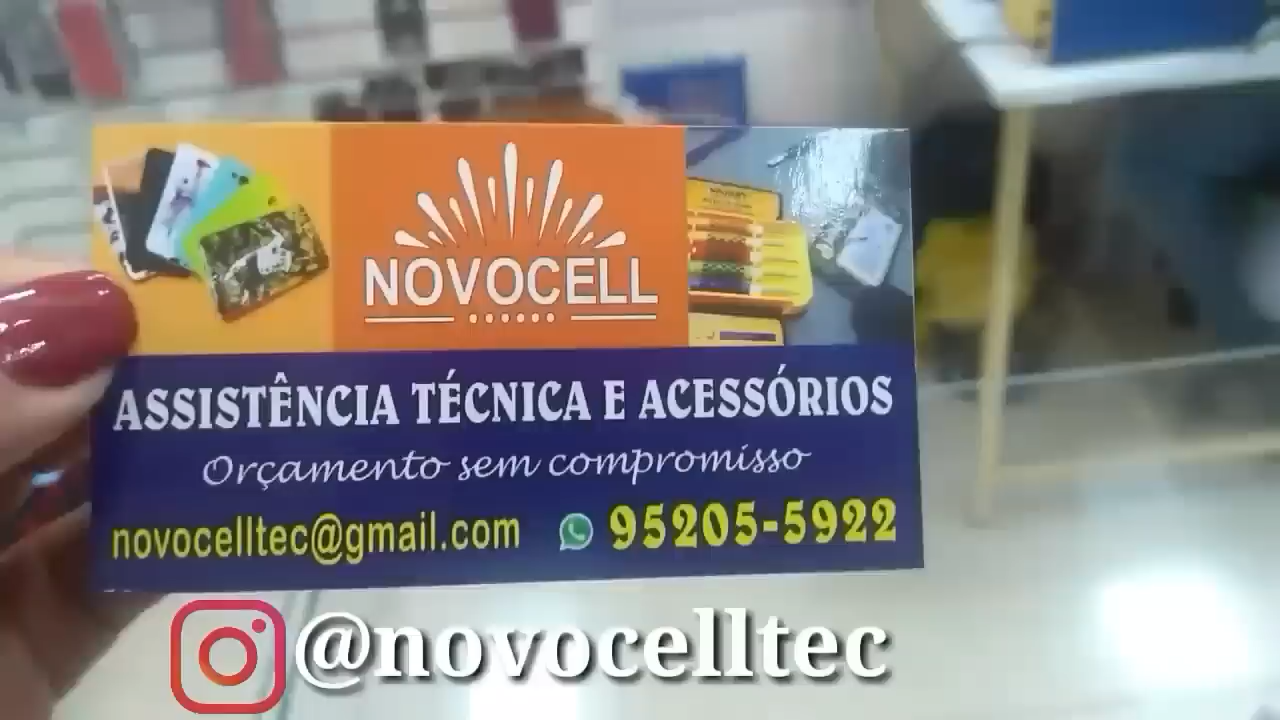 NOVOCELL
ASSISTÊNCIA TÉCNICA E ACESSÓRIOS
Orçamento sem compromisso
novocelltec@gmail.com 95205-5922
@novocelltec